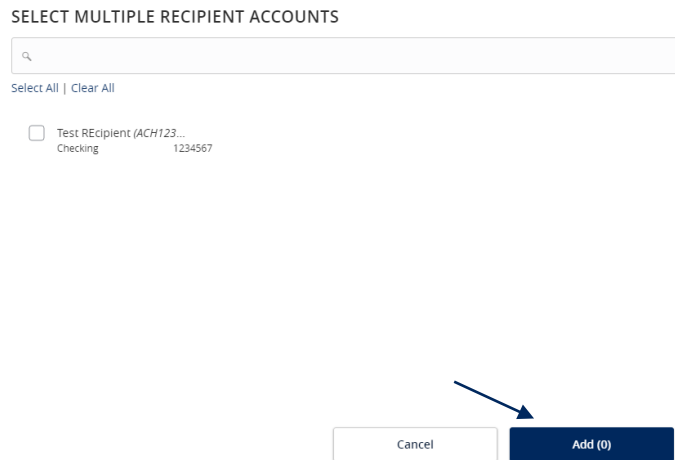 SELECT MULTIPLE RECIPIENT ACCOUNTS
Select All | Clear All
Test REcipient (ACH123...
Checking 1234567
Cancel Add (0)